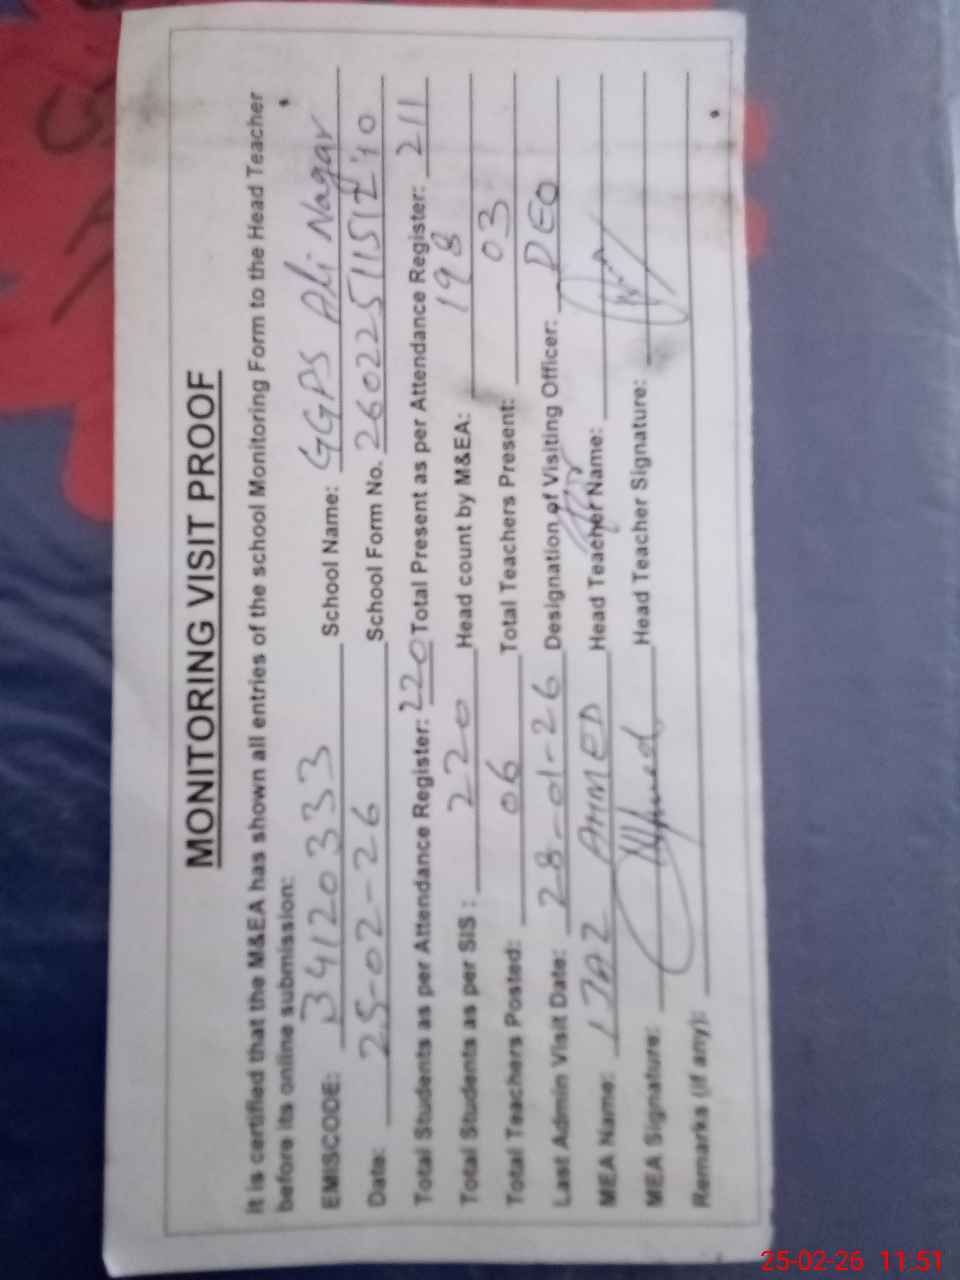 MONITORING VISIT PROOF
It is certified that the M&EA has shown all entries of the school Monitoring Form to the Head Teacher
before its online submission:
EMISCODE: 34120333 School Name: GGPS Ali Nagar
Date: 25-02-26 School Form No. 26022511512110
Total Students as per Attendance Register: 220 Total Present as per Attendance Register: 211
Total Students as per SIS: 220 Head count by M&EA: 198
Total Teachers Posted: 06 Total Teachers Present: 03
Last Admin Visit Date: 28-01-26 Designation of Visiting Officer: DEO
MEA Name: IJAZ AHMED Head Teacher Name:
MEA Signature: Head Teacher Signature:
Remarks (if any):
25-02-26 11:51